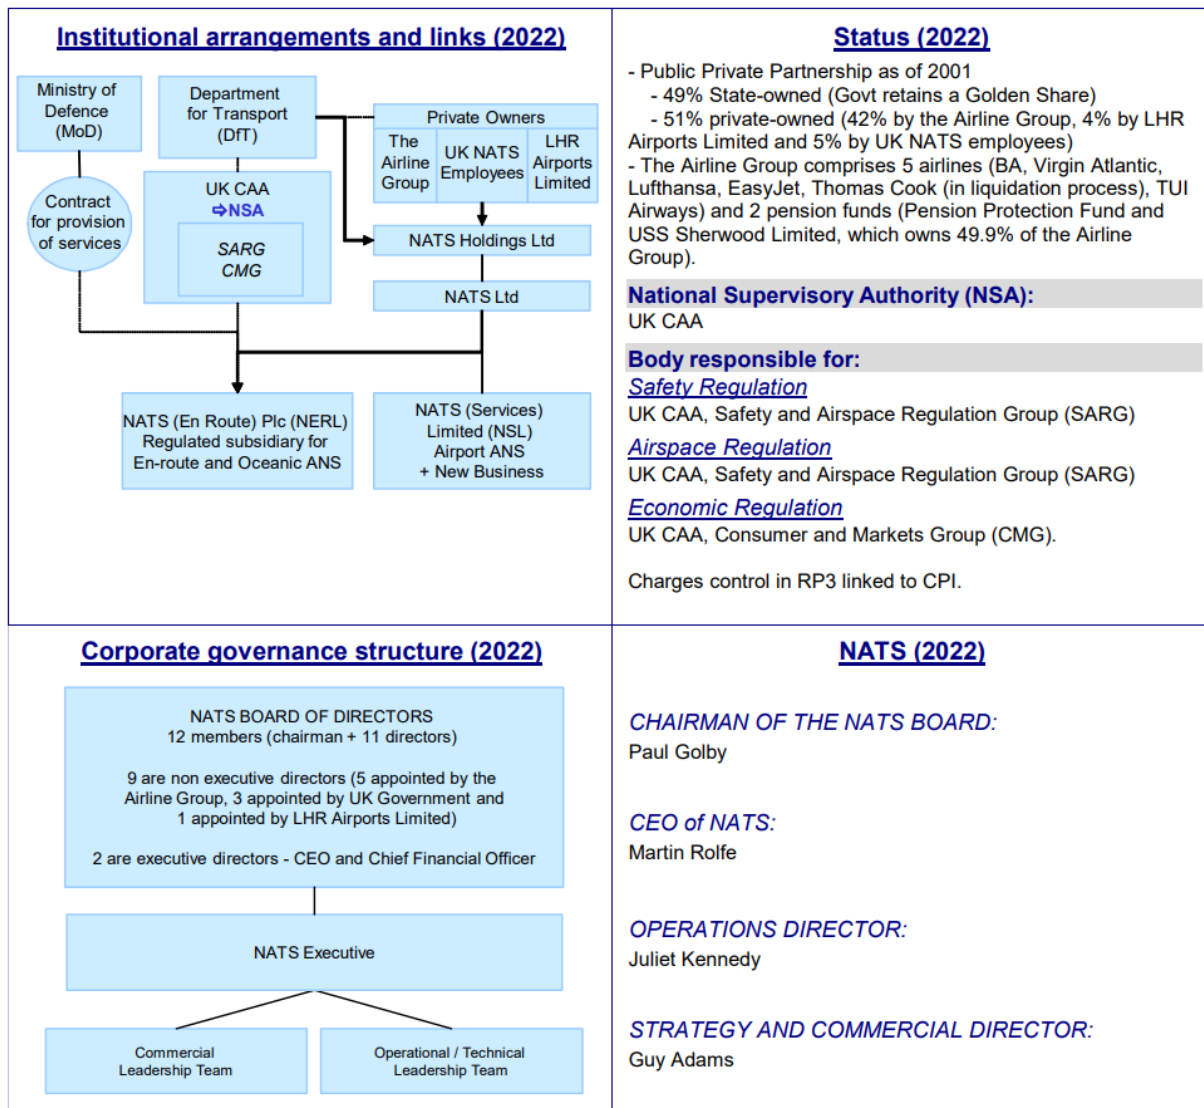 Institutional arrangements and links (2022)
Ministry of
Defence
(MoD)
Department
for Transport
(DfT)
Private Owners
The
Airline
Group
UK NATS
Employees
LHR
Airports
Limited
Contract
for provision
of services
UK CAA
⇨NSA
SARG
CMG
NATS Holdings Ltd
NATS Ltd
NATS (En Route) Plc (NERL)
Regulated subsidiary for
En-route and Oceanic ANS
NATS (Services)
Limited (NSL)
Airport ANS
+ New Business
Status (2022)
- Public Private Partnership as of 2001
- 49% State-owned (Govt retains a Golden Share)
- 51% private-owned (42% by the Airline Group, 4% by LHR
Airports Limited and 5% by UK NATS employees)
- The Airline Group comprises 5 airlines (BA, Virgin Atlantic,
Lufthansa, EasyJet, Thomas Cook (in liquidation process), TUI
Airways) and 2 pension funds (Pension Protection Fund and
USS Sherwood Limited, which owns 49.9% of the Airline
Group).
National Supervisory Authority (NSA):
UK CAA
Body responsible for:
Safety Regulation
UK CAA, Safety and Airspace Regulation Group (SARG)
Airspace Regulation
UK CAA, Safety and Airspace Regulation Group (SARG)
Economic Regulation
UK CAA, Consumer and Markets Group (CMG).
Charges control in RP3 linked to CPI.
Corporate governance structure (2022)
NATS BOARD OF DIRECTORS
12 members (chairman + 11 directors)
9 are non executive directors (5 appointed by the
Airline Group, 3 appointed by UK Government and
1 appointed by LHR Airports Limited)
2 are executive directors - CEO and Chief Financial Officer
NATS Executive
Commercial
Leadership Team
Operational / Technical
Leadership Team
NATS (2022)
CHAIRMAN OF THE NATS BOARD:
Paul Golby
CEO of NATS:
Martin Rolfe
OPERATIONS DIRECTOR:
Juliet Kennedy
STRATEGY AND COMMERCIAL DIRECTOR:
Guy Adams